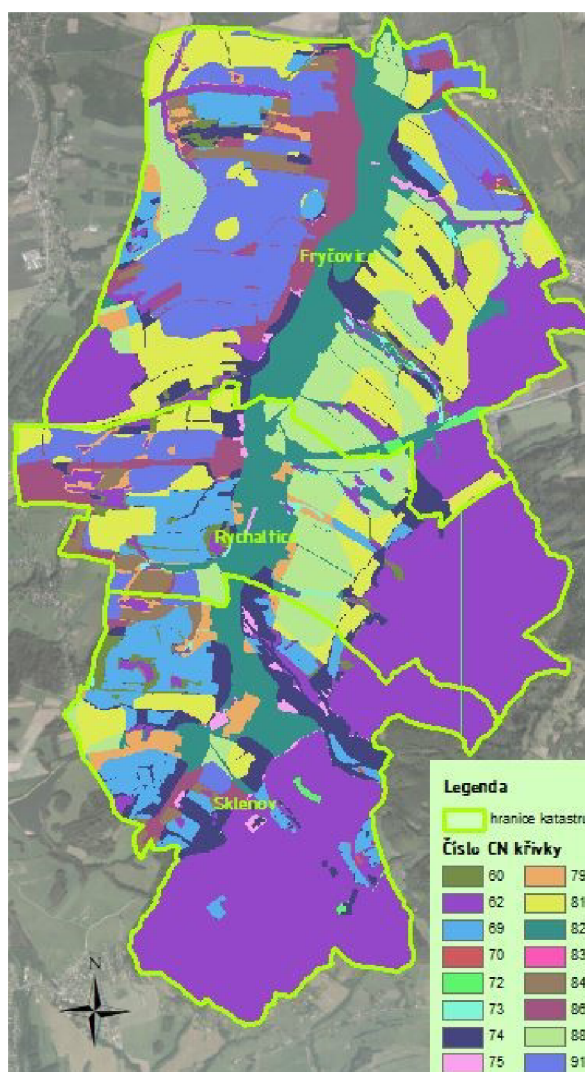 Fryčovic
Rychaltice
Sklenov
N
Legenda
hranice katastru
Číslo CN křivky
60 79
62 81
69 82
70 83
72 84
73 86
74 88
75 91